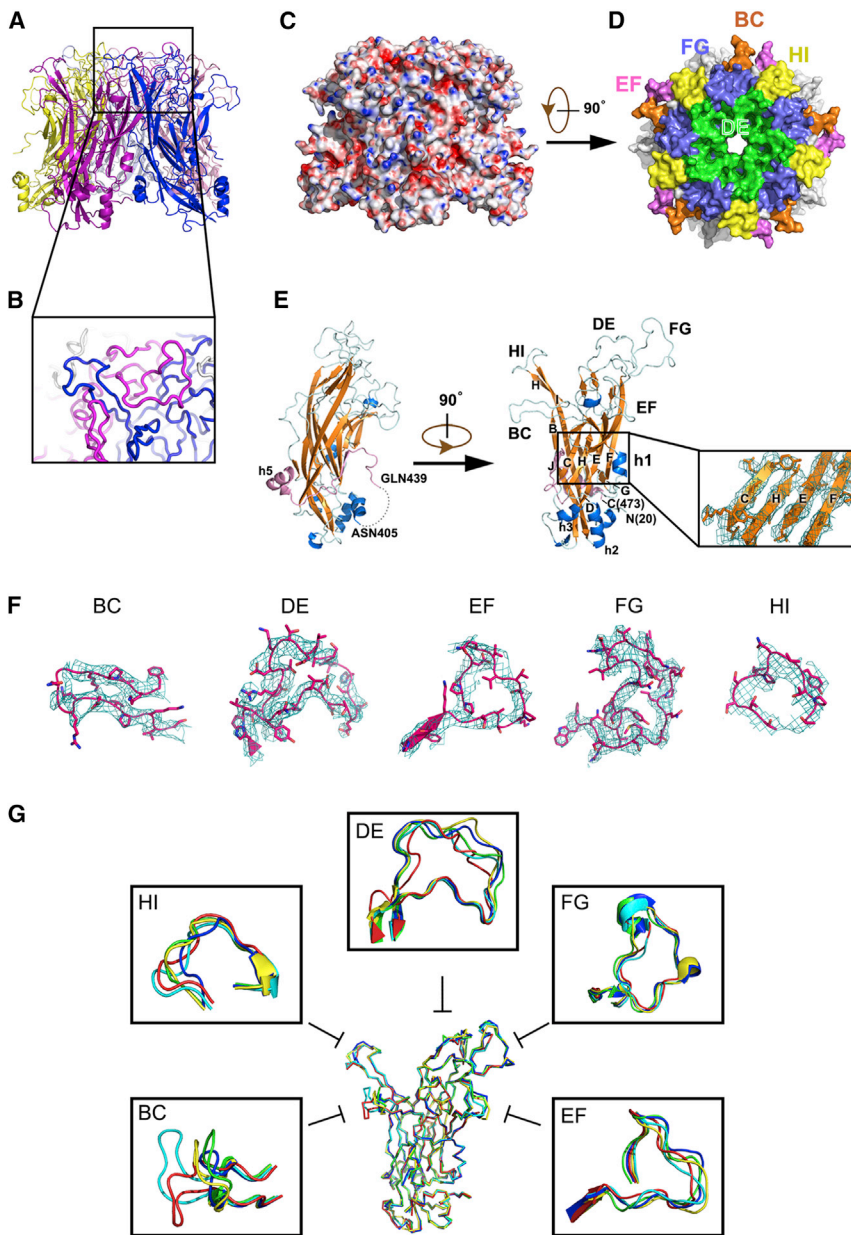 A
B
C
90°
D
BC
FG
HI
EF
DE
E
h5
GLN439
ASN405
90°
DE
FG
HI
H
I
EF
BC
B
J
C
H
E
F
h1
G
D
C(473)
N(20)
h3
h2
C
H
E
F
F
BC
DE
EF
FG
HI
G
DE
HI
FG
BC
EF